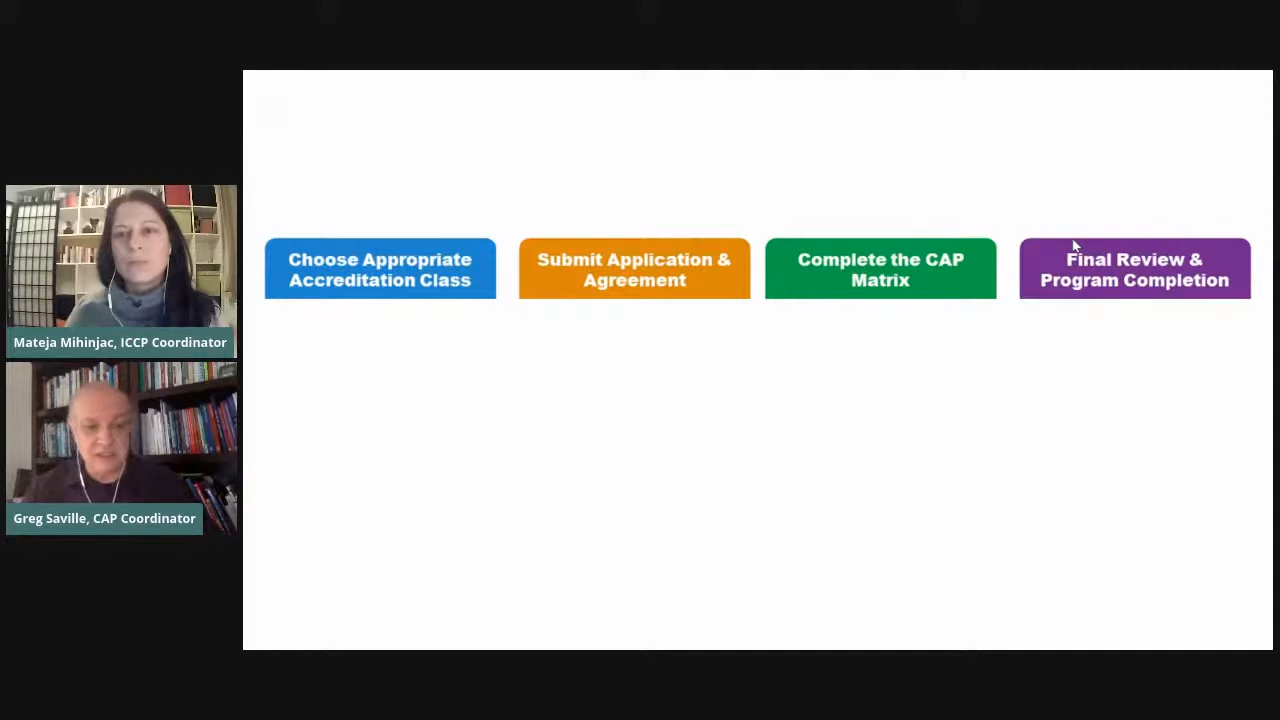 Choose Appropriate
Accreditation Class
Submit Application &
Agreement
Complete the CAP
Matrix
Final Review &
Program Completion
Mateja Mihinjac, ICCP Coordinator
Greg Saville, CAP Coordinator